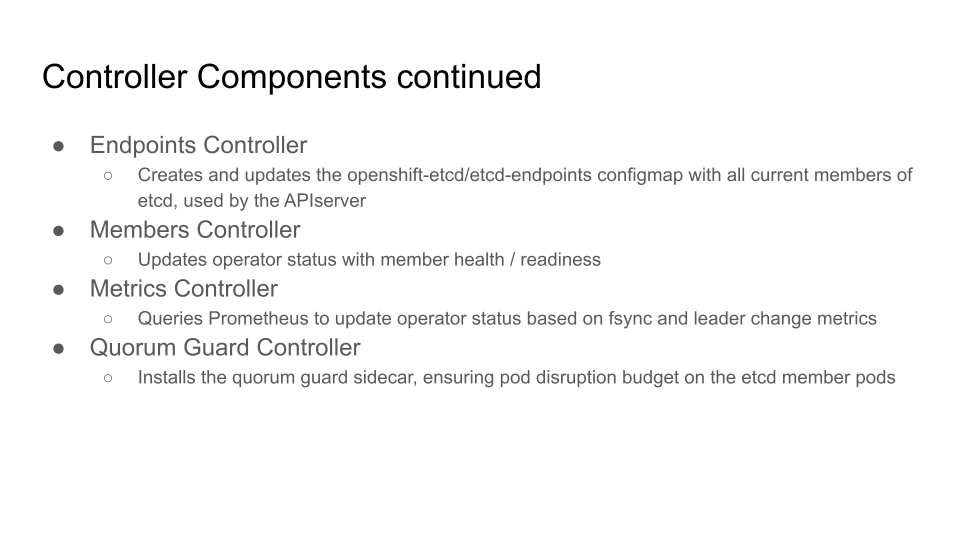 Controller Components continued
● Endpoints Controller
○ Creates and updates the openshift-etcd/etcd-endpoints configmap with all current members of
etcd, used by the APIserver
● Members Controller
○ Updates operator status with member health / readiness
● Metrics Controller
○ Queries Prometheus to update operator status based on fsync and leader change metrics
● Quorum Guard Controller
○ Installs the quorum guard sidecar, ensuring pod disruption budget on the etcd member pods